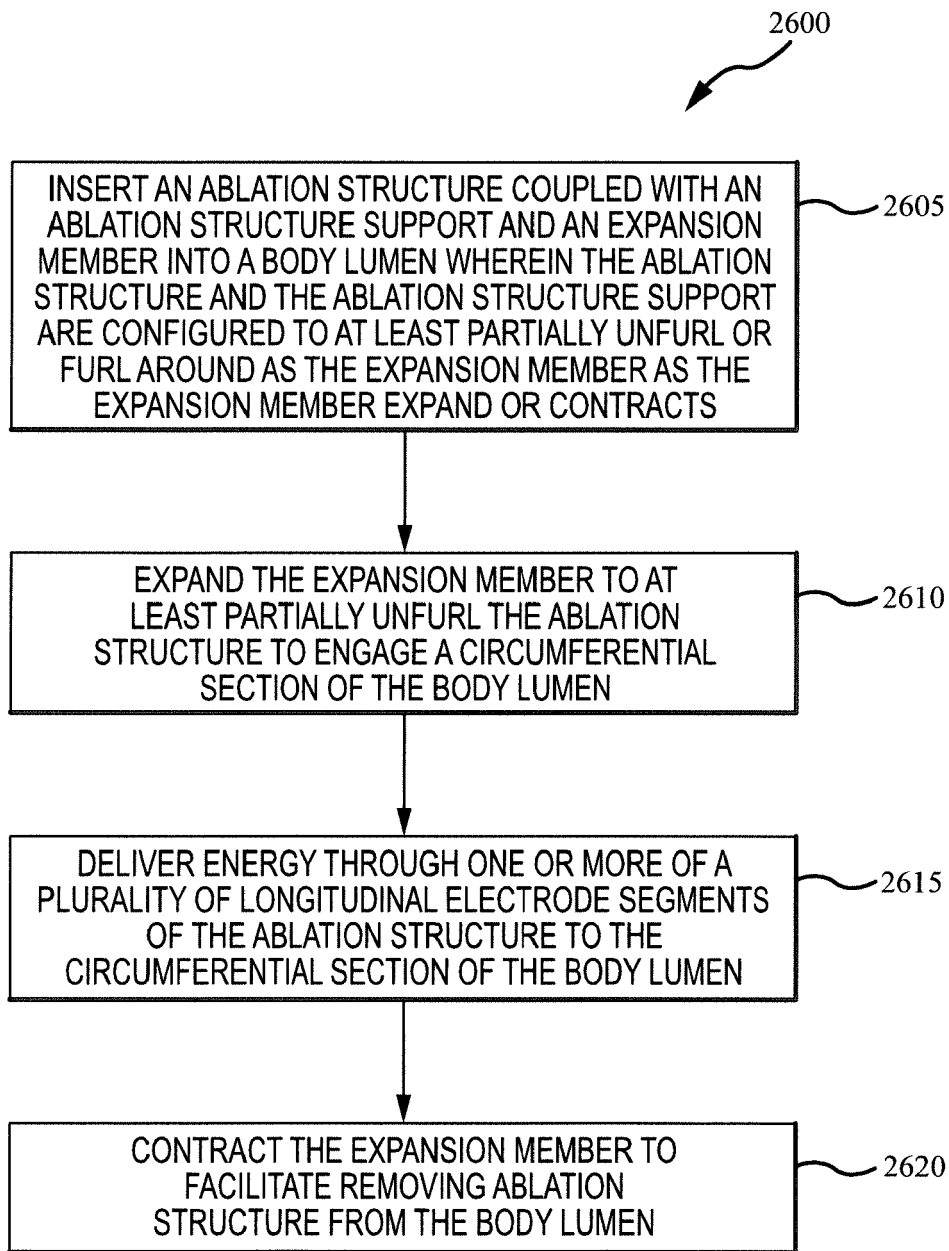 2600
INSERT AN ABLATION STRUCTURE COUPLED WITH AN
ABLATION STRUCTURE SUPPORT AND AN EXPANSION
MEMBER INTO A BODY LUMEN WHEREIN THE ABLATION
STRUCTURE AND THE ABLATION STRUCTURE SUPPORT
ARE CONFIGURED TO AT LEAST PARTIALLY UNFURL OR
FURL AROUND AS THE EXPANSION MEMBER AS THE
EXPANSION MEMBER EXPAND OR CONTRACTS
2605
EXPAND THE EXPANSION MEMBER TO AT
LEAST PARTIALLY UNFURL THE ABLATION
STRUCTURE TO ENGAGE A CIRCUMFERENTIAL
SECTION OF THE BODY LUMEN
2610
DELIVER ENERGY THROUGH ONE OR MORE OF A
PLURALITY OF LONGITUDINAL ELECTRODE SEGMENTS
OF THE ABLATION STRUCTURE TO THE
CIRCUMFERENTIAL SECTION OF THE BODY LUMEN
2615
CONTRACT THE EXPANSION MEMBER TO
FACILITATE REMOVING ABLATION
STRUCTURE FROM THE BODY LUMEN
2620